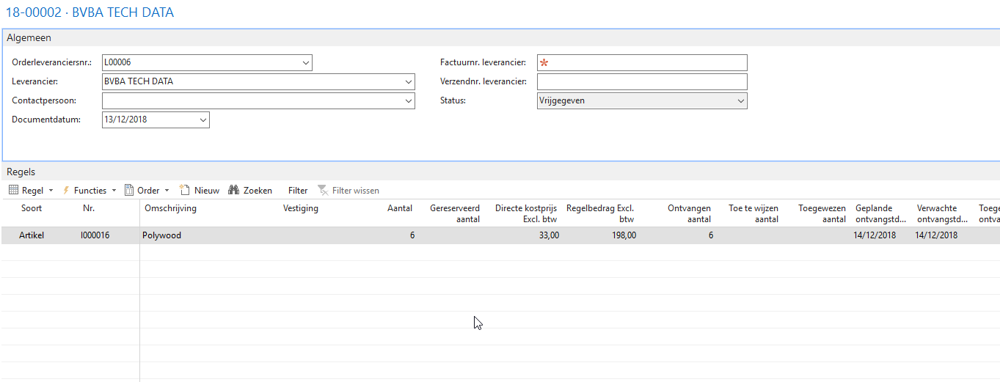 18-00002 · BVBA TECH DATA
Algemeen
Orderleveranciersnr.: L00006
Factuurnr. leverancier: *
Leverancier: BVBA TECH DATA
Verzendnr. leverancier:
Contactpersoon:
Status: Vrijgegeven
Documentdatum: 13/12/2018
Regels
Regel Functies Order Nieuw Zoeken Filter Filter wissen
Soort Nr. Omschrijving Vestiging Aantal Gereserveerd Directe kostprijs Regelbedrag Excl. Ontvangen Toe te wijzen Toegewezen Geplande Verwachte Toege
aantal Excl. btw btw aantal aantal aantal ontvangstd... ontvangstd... ontva
Artikel I000016 Polywood 6 33,00 198,00 6 14/12/2018 14/12/2018